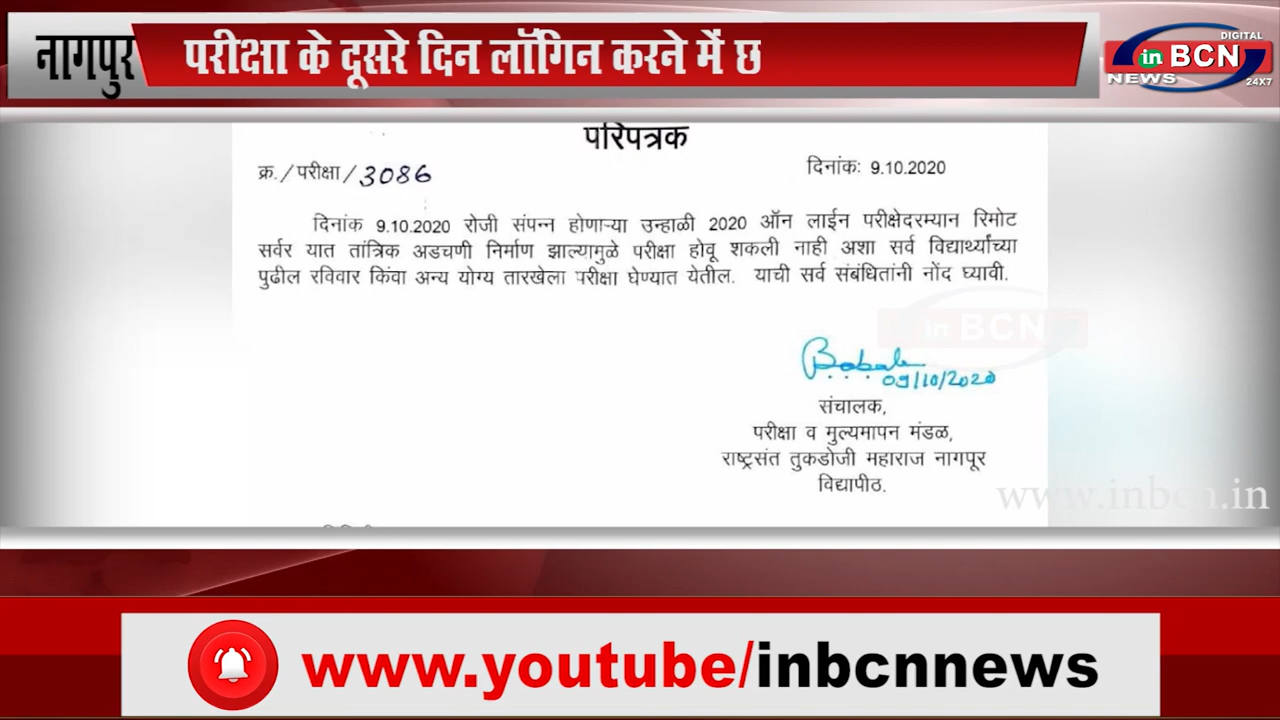 नागपुर
परीक्षा के दूसरे दिन लॉगिन करने में छ
DIGITAL
in BCN
NEWS
24X7
परिपत्रक
क्र./परीक्षा/3086
दिनांकः 9.10.2020
दिनांक 9.10.2020 रोजी संपन्न होणाऱ्या उन्हाळी 2020 ऑन लाईन परीक्षेदरम्यान रिमोट
सर्वर यात तांत्रिक अडचणी निर्माण झाल्यामुळे परीक्षा होवू शकली नाही अशा सर्व विद्यार्थ्यांच्या
पुढील रविवार किंवा अन्य योग्य तारखेला परीक्षा घेण्यात येतील. याची सर्व संबंधितांनी नोंद घ्यावी.
in BCN
09/10/2020
संचालक,
परीक्षा व मुल्यमापन मंडळ,
राष्ट्रसंत तुकडोजी महाराज नागपूर
विद्यापीठ.
www.inbcn.in
www.youtube/inbcnnews